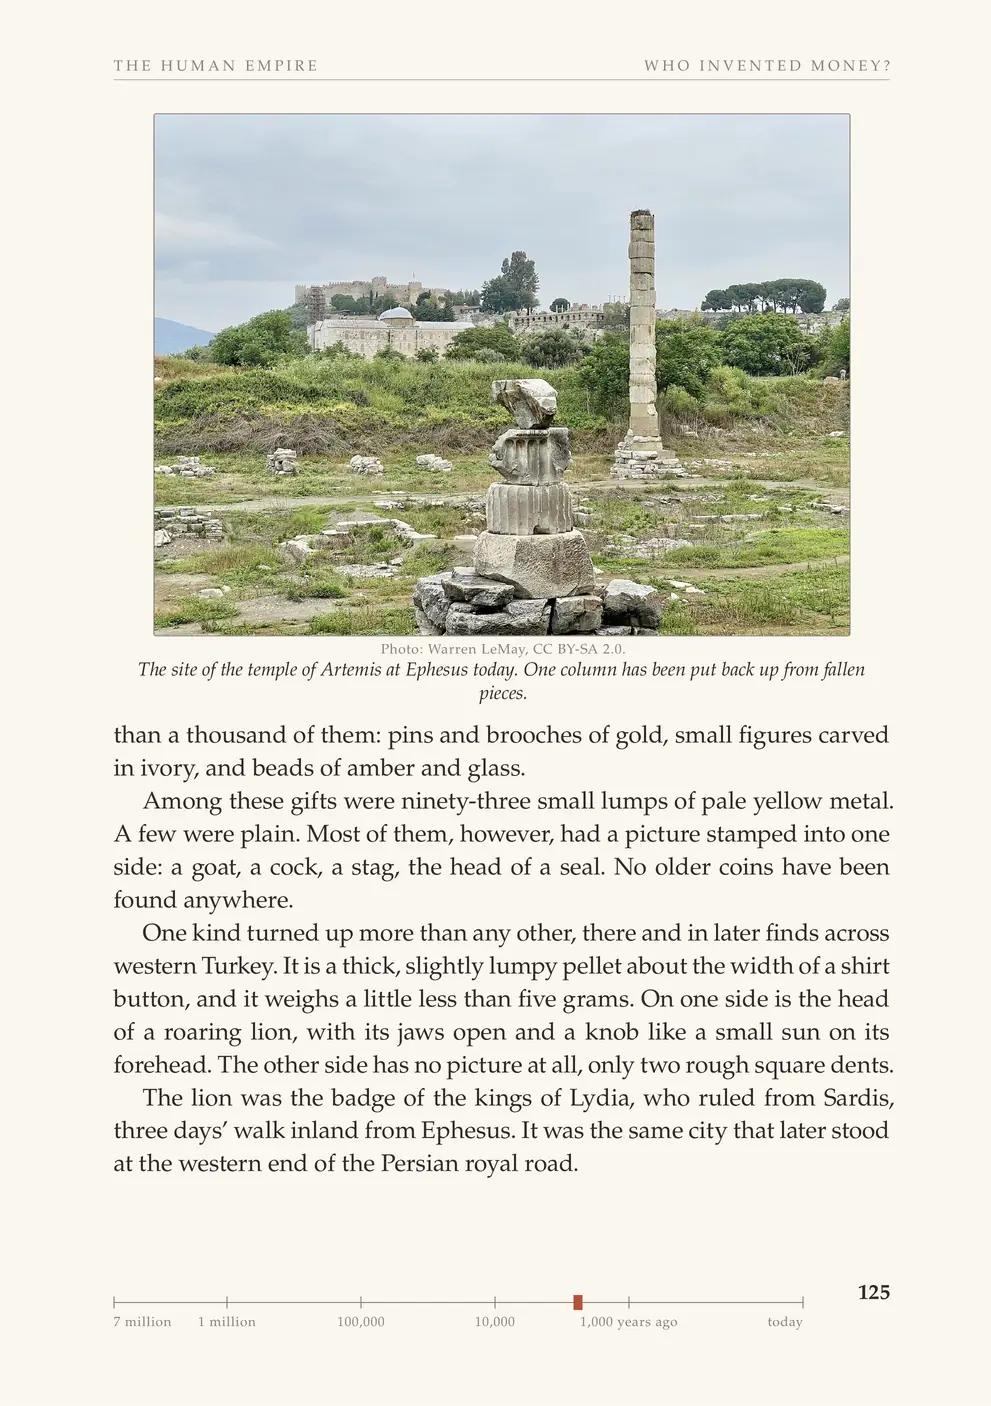 THE HUMAN EMPIRE
WHO INVENTED MONEY?
Photo: Warren LeMay, CC BY-SA 2.0.
The site of the temple of Artemis at Ephesus today. One column has been put back up from fallen
pieces.
than a thousand of them: pins and brooches of gold, small figures carved
in ivory, and beads of amber and glass.
Among these gifts were ninety-three small lumps of pale yellow metal.
A few were plain. Most of them, however, had a picture stamped into one
side: a goat, a cock, a stag, the head of a seal. No older coins have been
found anywhere.
One kind turned up more than any other, there and in later finds across
western Turkey. It is a thick, slightly lumpy pellet about the width of a shirt
button, and it weighs a little less than five grams. On one side is the head
of a roaring lion, with its jaws open and a knob like a small sun on its
forehead. The other side has no picture at all, only two rough square dents.
The lion was the badge of the kings of Lydia, who ruled from Sardis,
three days’ walk inland from Ephesus. It was the same city that later stood
at the western end of the Persian royal road.
125
7 million
1 million
100,000
10,000
1,000 years ago
today